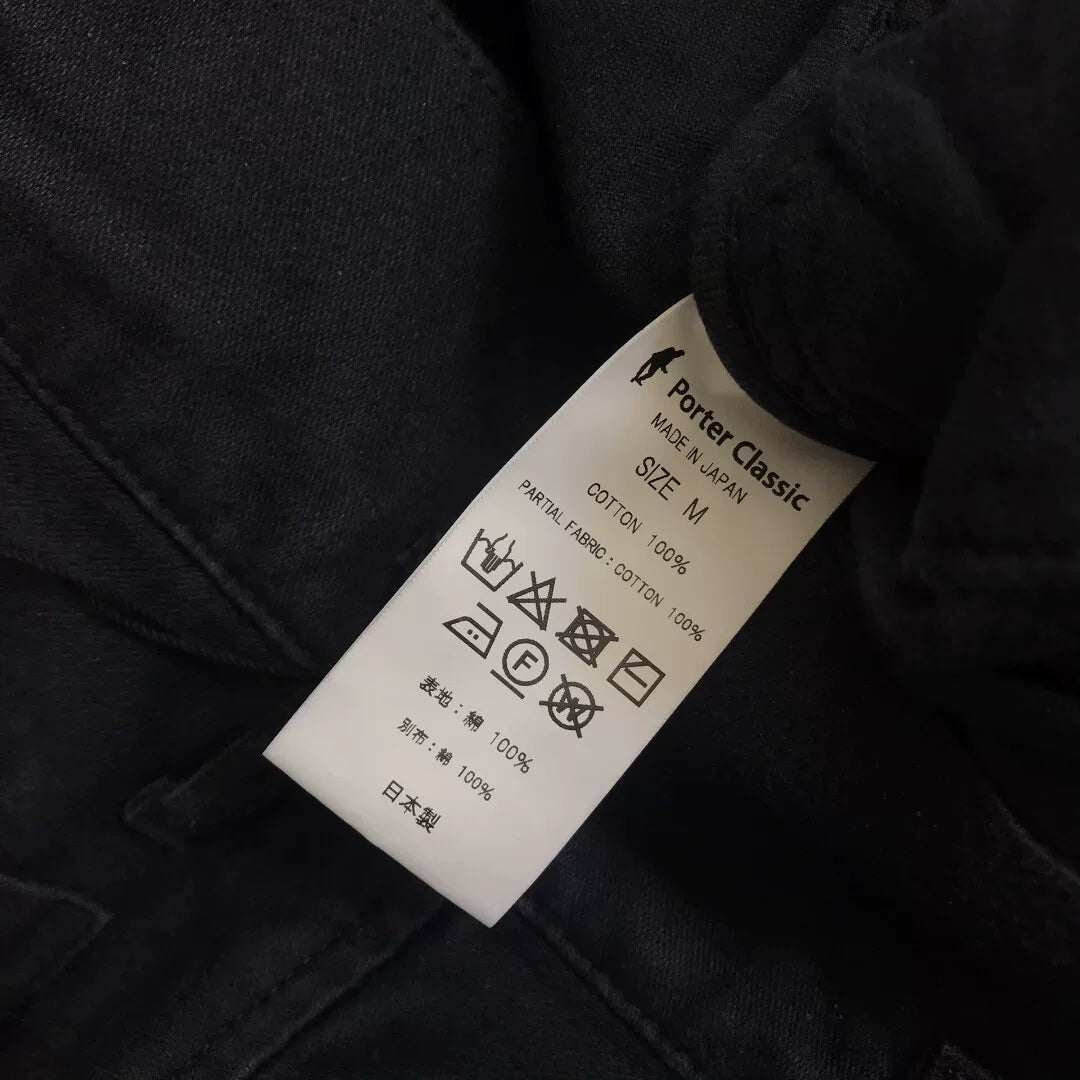 Porter Classic
MADE IN JAPAN
SIZE M
COTTON 100%
PARTIAL FABRIC : COTTON 100%
F
W
表地 : 綿 100%
別布 : 綿 100%
日本製